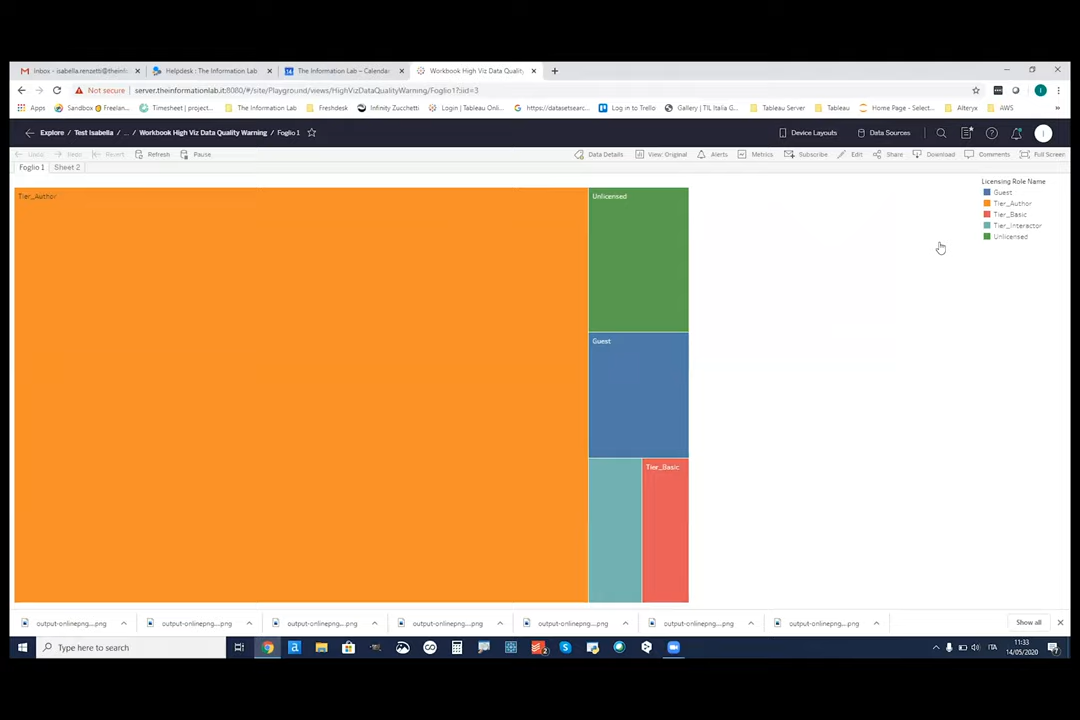 Inbox - isabella.renzetti@theinfo
Helpdesk : The Information Lab
The Information Lab – Calendar
Workbook High Viz Data Quality
Not secure
server.theinformationlab.it:8080/#/site/Playground/views/HighVizDataQualityWarning/Foglio1?:iid=3
Apps
Sandbox @ Freelan...
Timesheet | project...
The Information Lab
Freshdesk
Infinity Zucchetti
Login | Tableau Onl...
https://datasetsearc...
Log in to Trello
Gallery | TIL Italia G...
Tableau Server
Tableau
Home Page - Select...
Alteryx
AWS
»
Explore / Test Isabella / ... / Workbook High Viz Data Quality Warning / Foglio 1
Device Layouts
Data Sources
Undo
Redo
Revert
Refresh
Pause
Data Details
View: Original
Alerts
Metrics
Subscribe
Edit
Share
Download
Comments
Full Screen
Foglio 1
Sheet 2
Tier_Author
Unlicensed
Guest
Tier_Basic
Licensing Role Name
Guest
Tier_Author
Tier_Basic
Tier_Interactor
Unlicensed
output-onlinepng....png
output-onlinepng....png
output-onlinepng....png
output-onlinepng....png
output-onlinepng....png
output-onlinepng....png
output-onlinepng....png
Show all
Type here to search
ITA
11:33
14/05/2020